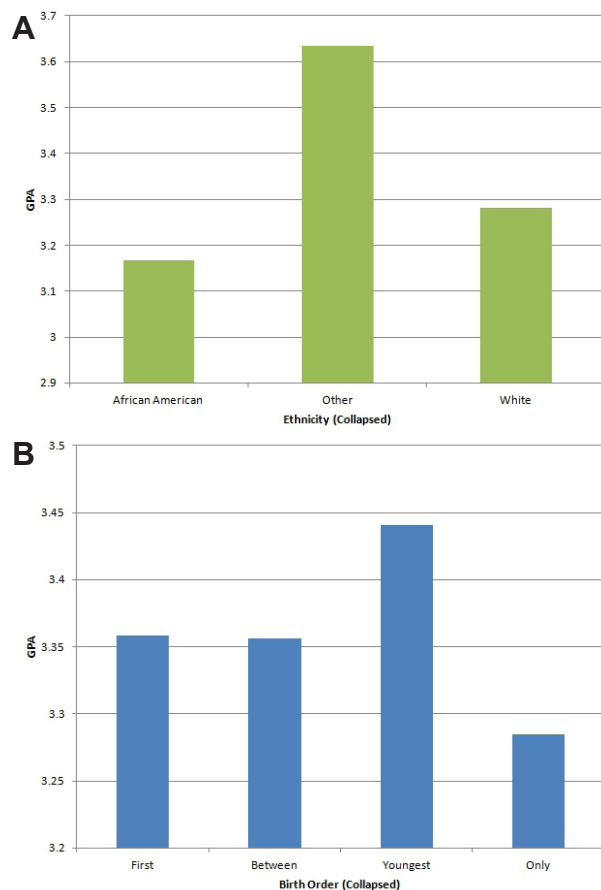 A
3.7
3.6
3.5
3.4
3.3
3.2
3.1
3
2.9
GPA
African American Other White
Ethnicity (Collapsed)
B
3.5
3.45
3.4
3.35
3.3
3.25
3.2
GPA
First Between Youngest Only
Birth Order (Collapsed)